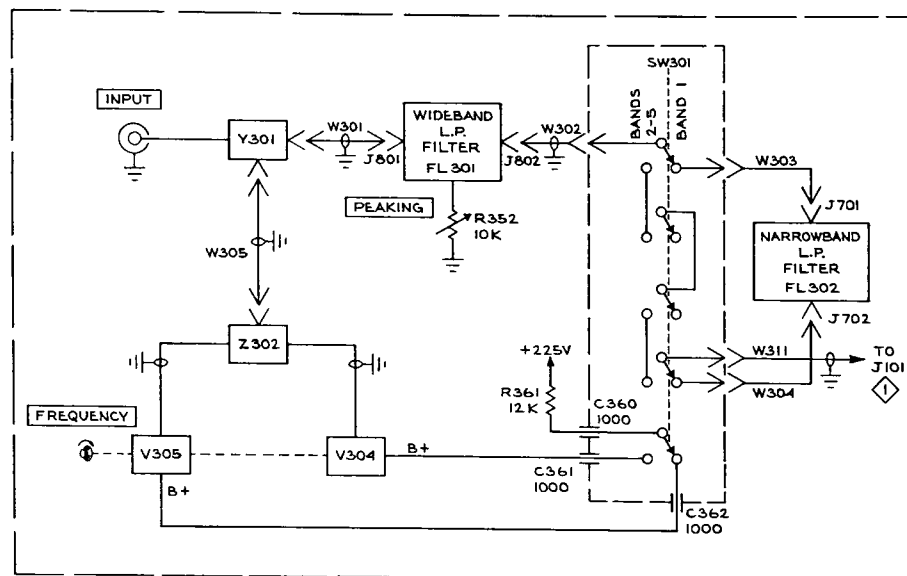 INPUT
Y301
W301
J801
WIDEBAND
L.P.
FILTER
FL301
J802
W302
SW301
BANDS
2-5
BAND 1
W303
J701
NARROWBAND
L.P.
FILTER
FL302
J702
PEAKING
R352
10K
W305
Z302
+225V
R361
12K
C360
1000
W311
W304
TO
J101
1
FREQUENCY
V305
V304
B+
C361
1000
B+
C362
1000